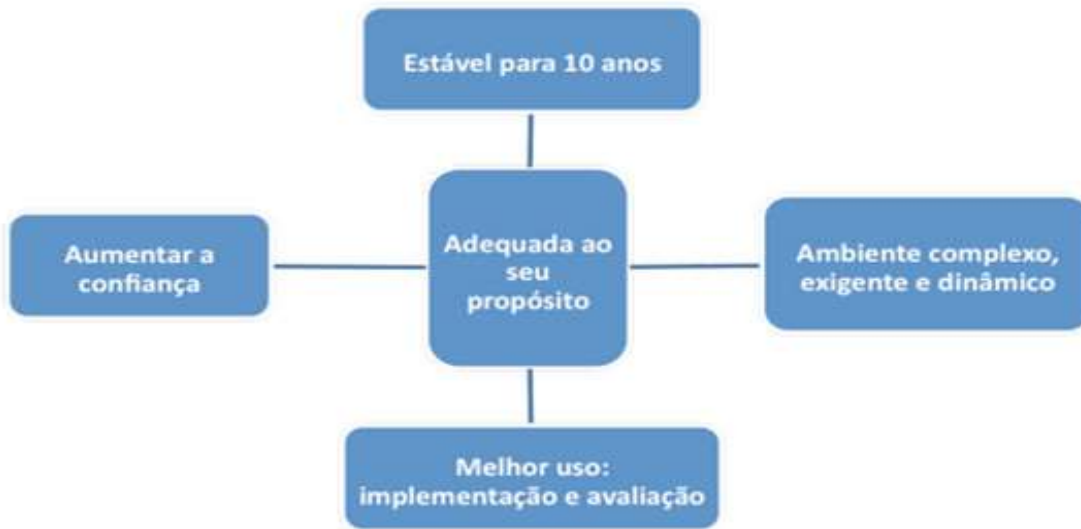 Estável para 10 anos
Aumentar a
confiança
Adequada ao
seu
propósito
Ambiente complexo,
exigente e dinâmico
Melhor uso:
implementação e avaliação